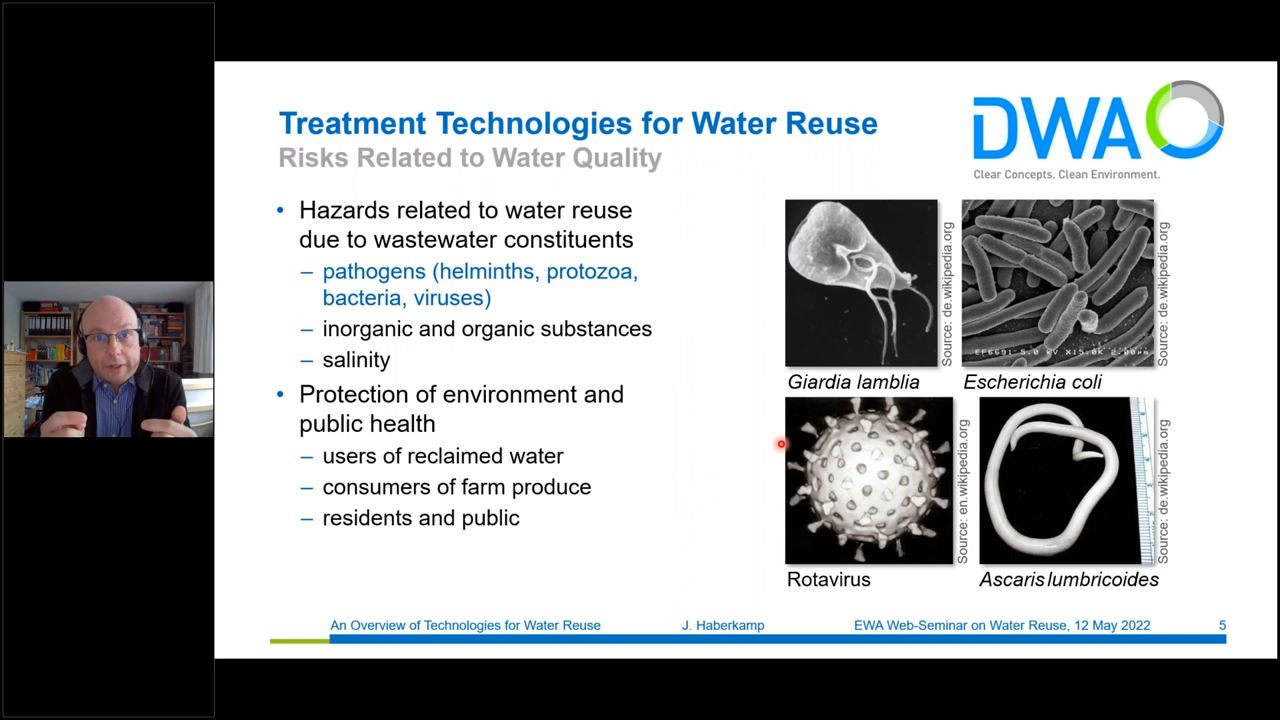 Treatment Technologies for Water Reuse
Risks Related to Water Quality
DWA
Clear Concepts. Clean Environment.
• Hazards related to water reuse
due to wastewater constituents
– pathogens (helminths, protozoa,
bacteria, viruses)
– inorganic and organic substances
– salinity
• Protection of environment and
public health
– users of reclaimed water
– consumers of farm produce
– residents and public
Source: de.wikipedia.org
Giardia lamblia
Source: de.wikipedia.org
Escherichia coli
Source: en.wikipedia.org
Rotavirus
Source: de.wikipedia.org
Ascaris lumbricoides
An Overview of Technologies for Water Reuse
J. Haberkamp
EWA Web-Seminar on Water Reuse, 12 May 2022
5